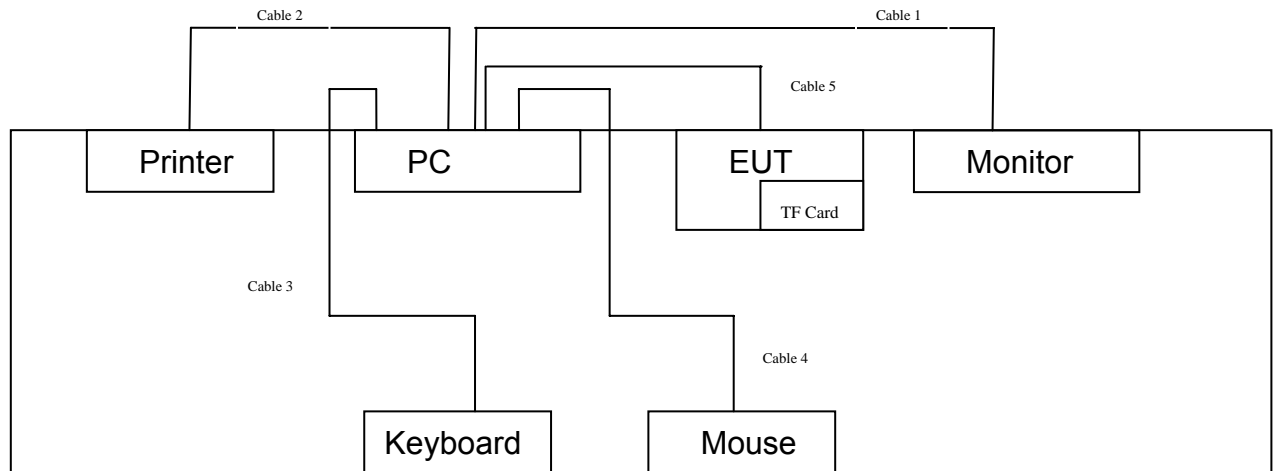 Cable 2
Cable 1
Cable 5
Printer
PC
EUT
Monitor
TF Card
Cable 3
Cable 4
Keyboard
Mouse